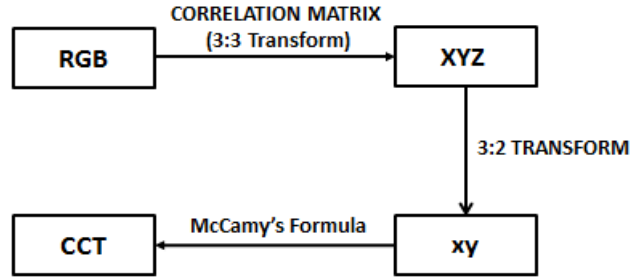 CORRELATION MATRIX
(3:3 Transform)
RGB
XYZ
3:2 TRANSFORM
McCamy's Formula
CCT
xy